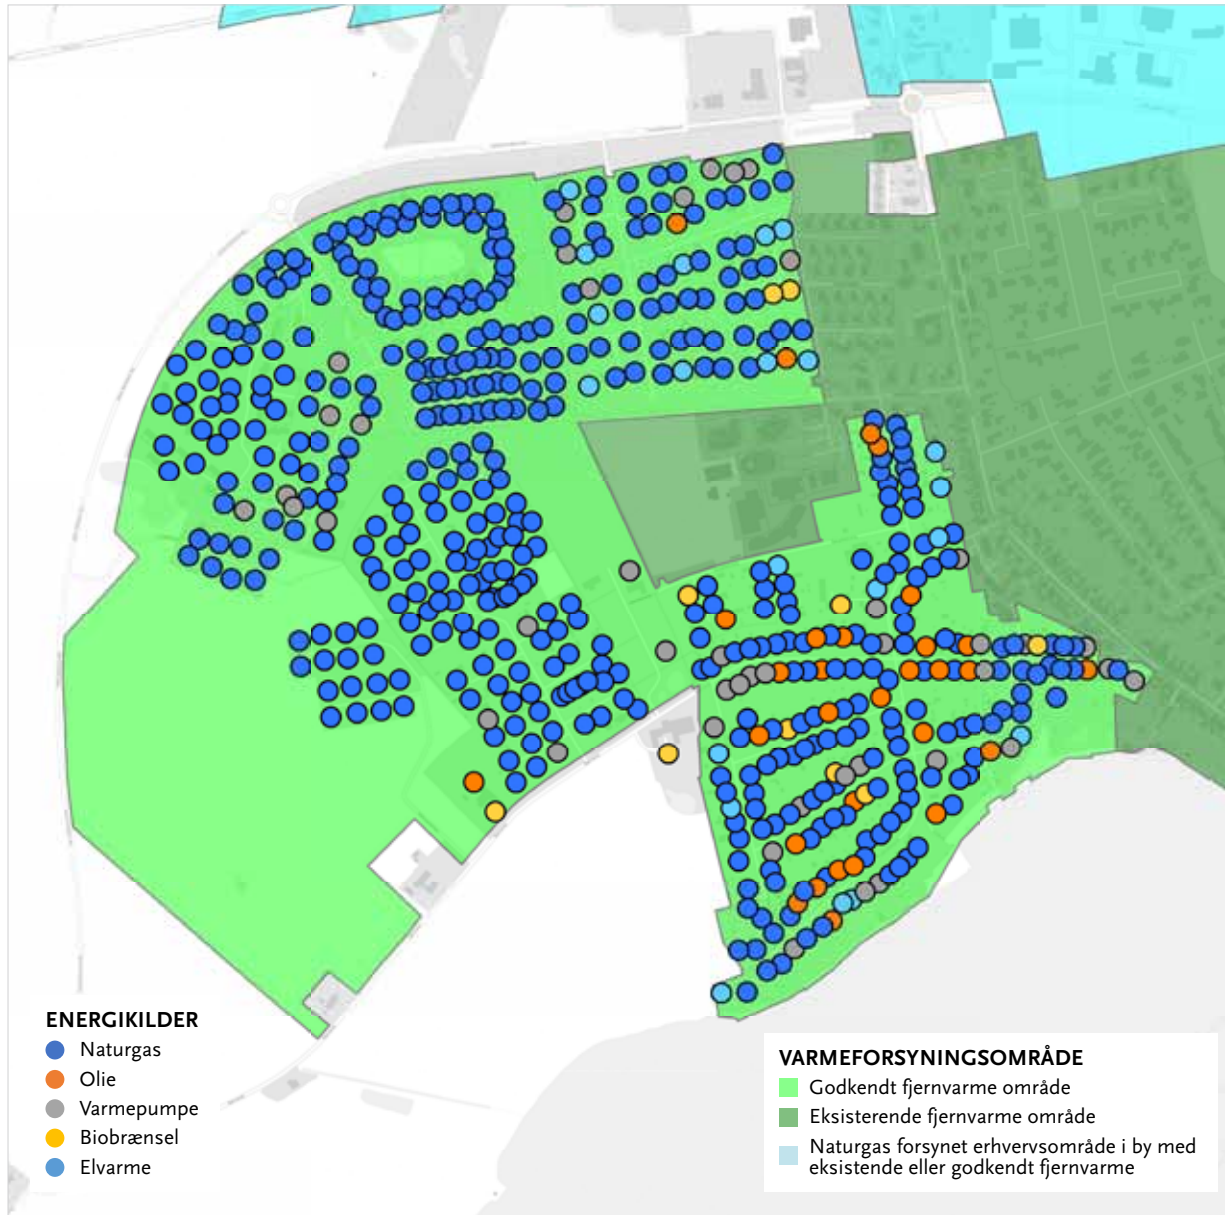 ENERGIKILDER
Naturgas
Olie
Varmepumpe
Biobrænsel
Elvarme
VARMEFORSYNINGSOMRÅDE
Godkendt fjernvarme område
Eksisterende fjernvarme område
Naturgas forsynet erhvervsområde i by med
eksistende eller godkendt fjernvarme